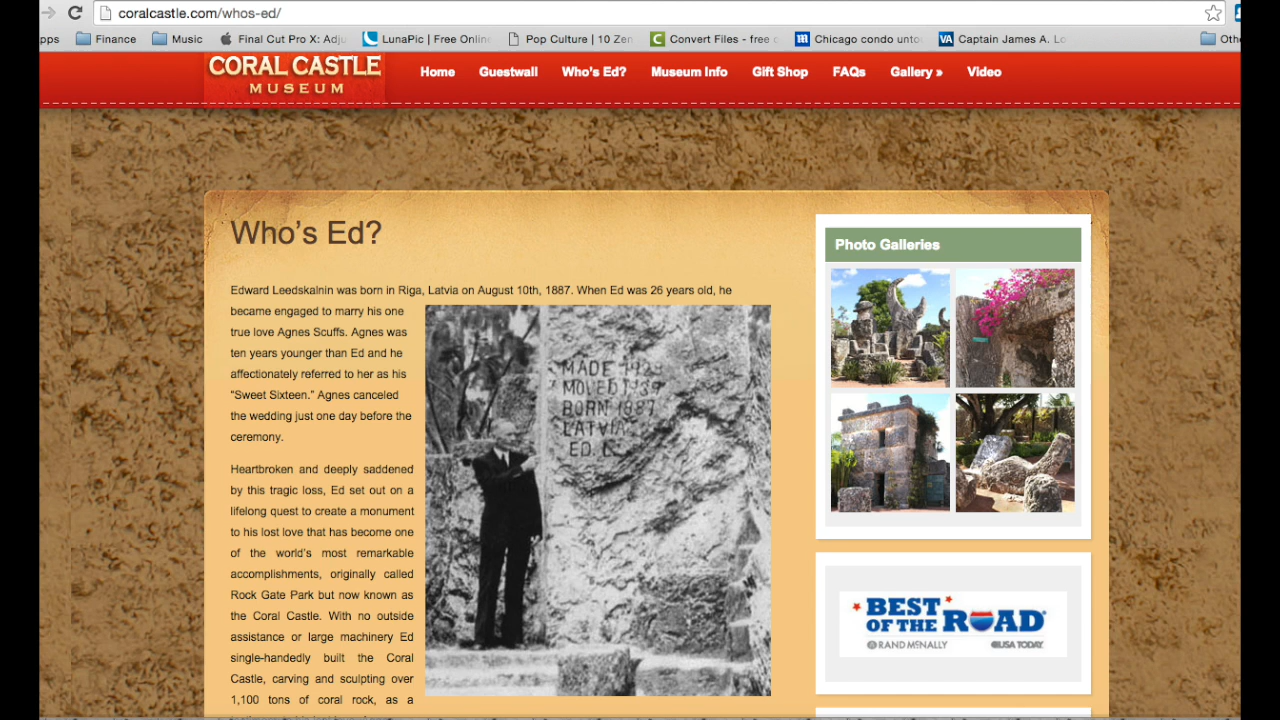 coralcastle.com/whos-ed/
pps Finance Music Final Cut Pro X: Adju LunaPic | Free Online Pop Culture | 10 Zen Convert Files - free o Chicago condo unto VA Captain James A. Lo Othe
CORAL CASTLE
MUSEUM
Home Guestwall Who's Ed? Museum Info Gift Shop FAQs Gallery » Video
Who's Ed?
Edward Leedskalnin was born in Riga, Latvia on August 10th, 1887. When Ed was 26 years old, he
became engaged to marry his one
true love Agnes Scuffs. Agnes was
ten years younger than Ed and he
affectionately referred to her as his
"Sweet Sixteen." Agnes canceled
the wedding just one day before the
ceremony.
Heartbroken and deeply saddened
by this tragic loss, Ed set out on a
lifelong quest to create a monument
to his lost love that has become one
of the world's most remarkable
accomplishments, originally called
Rock Gate Park but now known as
the Coral Castle. With no outside
assistance or large machinery Ed
single-handedly built the Coral
Castle, carving and sculpting over
1,100 tons of coral rock, as a
MADE 1923
MOVED 1939
BORN 1887
LATVIA
ED. L
Photo Galleries
BEST
OF THE ROAD
RAND McNALLY USA TODAY